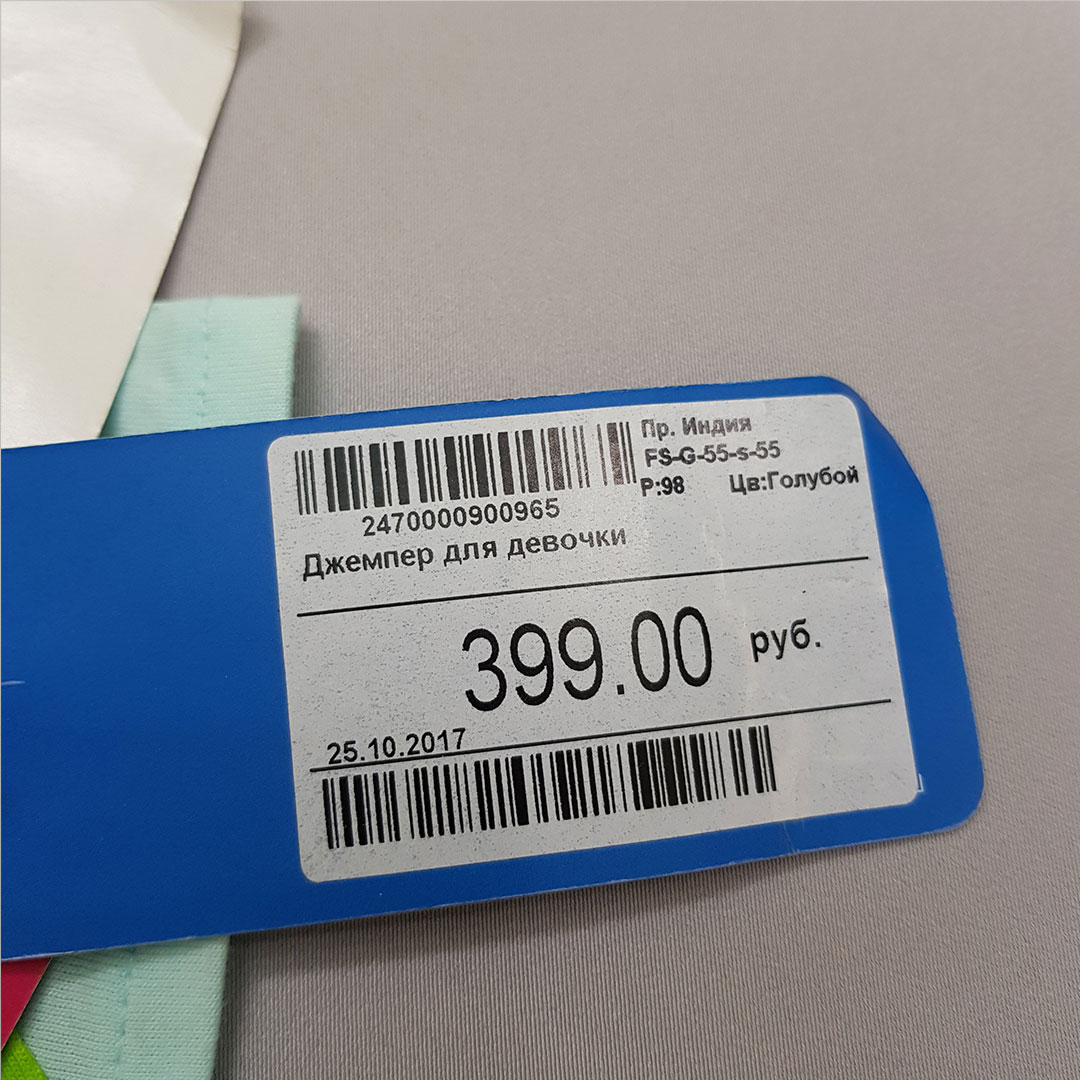 Пр. Индия
FS-G-55-s-55
Р:98 Цв:Голубой
2470000900965
Джемпер для девочки
399.00 руб.
25.10.2017